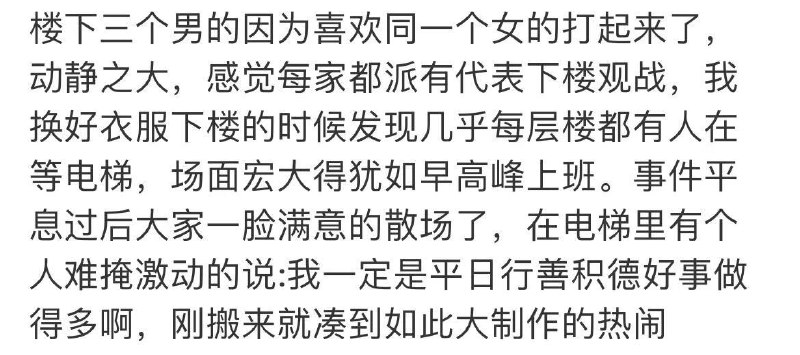 楼下三个男的因为喜欢同一个女的打起来了，
动静之大，感觉每家都派有代表下楼观战，我
换好衣服下楼的时候发现几乎每层楼都有人在
等电梯，场面宏大得犹如早高峰上班。事件平
息过后大家一脸满意的散场了，在电梯里有个
人难掩激动的说:我一定是平日行善积德好事做
得多啊，刚搬来就凑到如此大制作的热闹